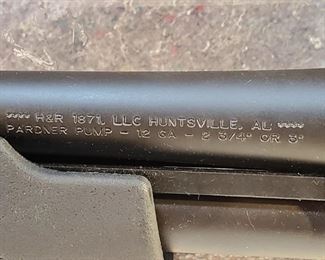 **** H&R 1871, LLC HUNTSVILLE, AL ****
PARDNER PUMP - 12 GA - 2 3/4" OR 3"